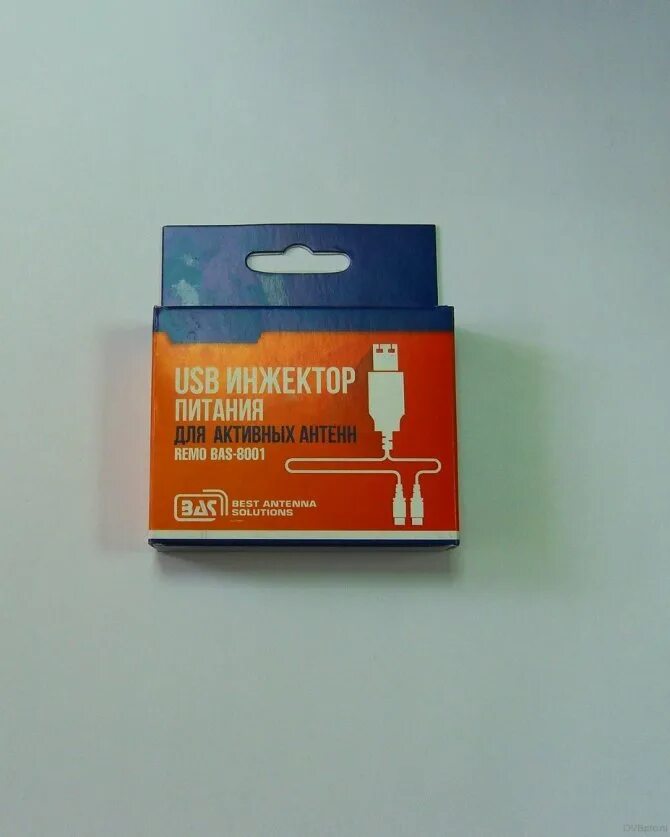 USB ИНЖЕКТОР
ПИТАНИЯ
ДЛЯ АКТИВНЫХ АНТЕНН
REMO BAS-8001
BAS
BEST ANTENNA
SOLUTIONS